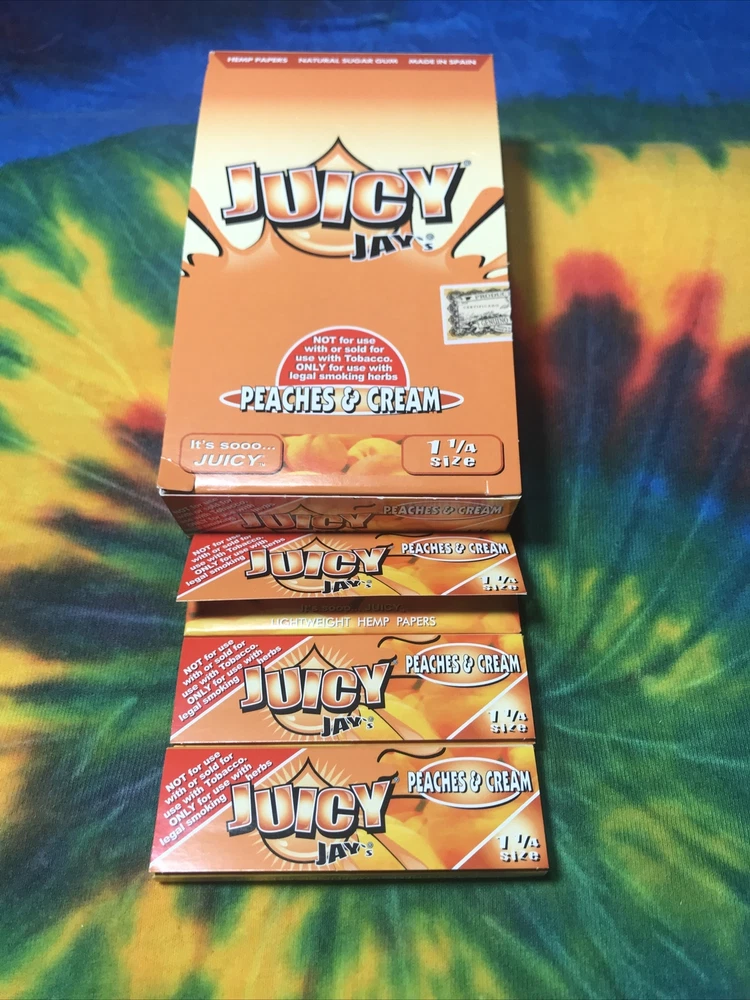 HEMP PAPERS NATURAL SUGAR GUM MADE IN SPAIN
JUICY®
JAY's®
NOT for use
with or sold for
use with Tobacco.
ONLY for use with
legal smoking herbs
PEACHES & CREAM
It's sooo...
JUICY™
1 1/4
size
JUICY
PEACHES & CREAM
NOT for use
with or sold for
use with Tobacco.
ONLY for use with
legal smoking herbs
JUICY
JAY's
PEACHES & CREAM
1 1/4
size
It's sooo... JUICY
LIGHTWEIGHT HEMP PAPERS
NOT for use
with or sold for
use with Tobacco.
ONLY for use with
legal smoking herbs
JUICY
JAY's
PEACHES & CREAM
1 1/4
size
NOT for use
with or sold for
use with Tobacco.
ONLY for use with
legal smoking herbs
JUICY
JAY's
PEACHES & CREAM
1 1/4
size